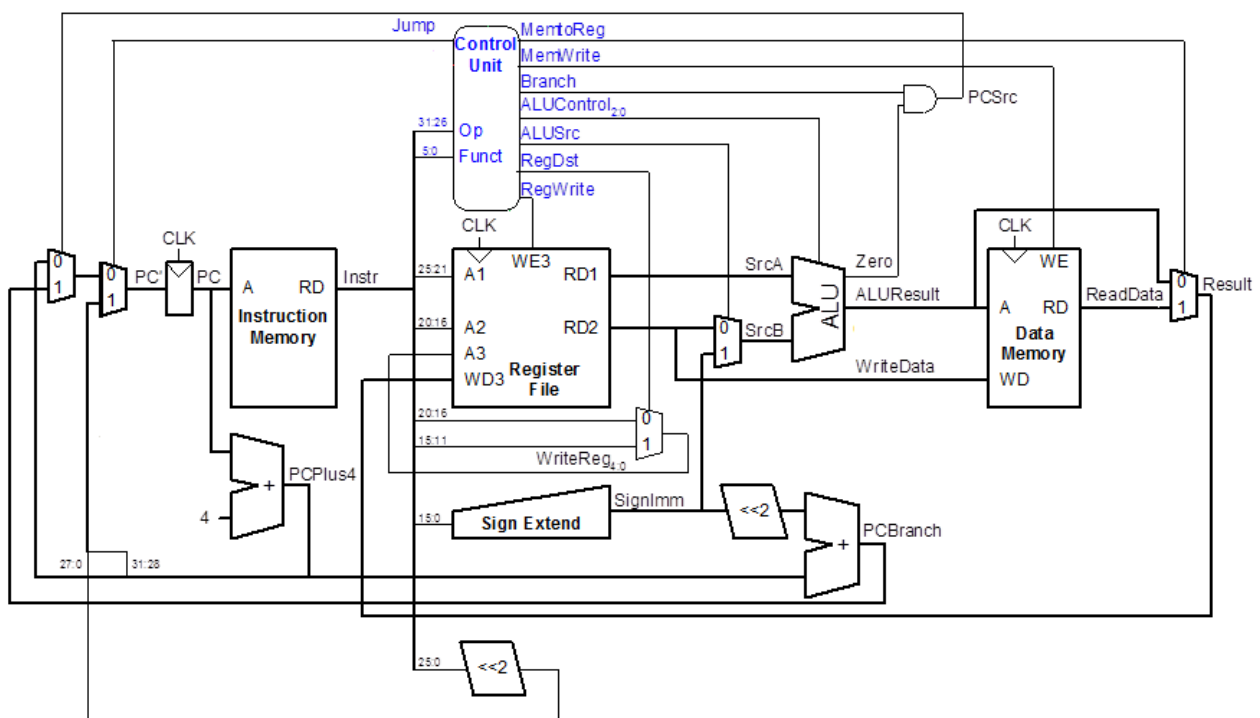 Jump
Control
Unit
MemtoReg
MemWrite
Branch
ALUControl2:0
ALUSrc
RegDst
RegWrite
31:26
Op
5:0
Funct
PCSrc
CLK
CLK
CLK
0
1
PC'
0
1
PC
A
RD
Instruction
Memory
Instr
25:21
A1
WE3
RD1
20:16
A2
RD2
A3
WD3
Register
File
SrcA
0
1
SrcB
ALU
Zero
ALUResult
WriteData
A
WE
RD
Data
Memory
WD
ReadData
0
1
Result
20:16
0
15:11
1
WriteReg4:0
PCPlus4
+
4
15:0
Sign Extend
SignImm
<<2
+
PCBranch
27:0
31:28
25:0
<<2